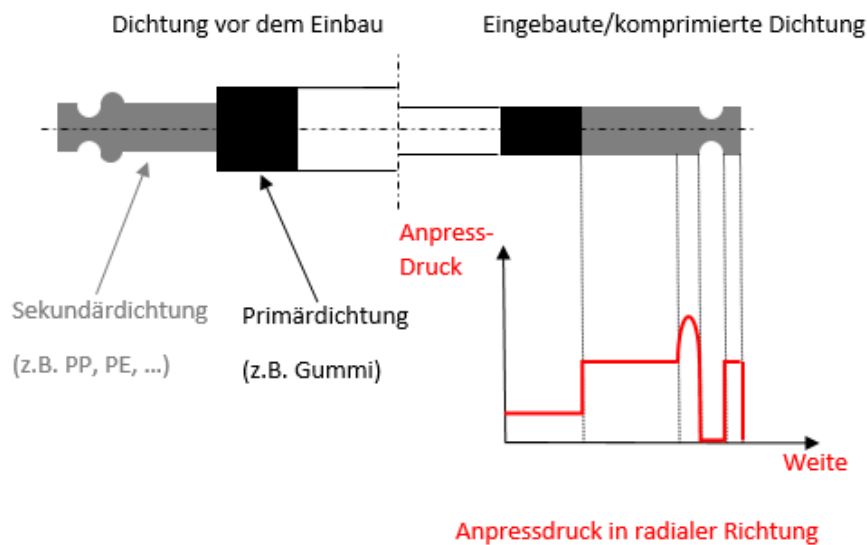 Dichtung vor dem Einbau
Eingebaute/komprimierte Dichtung
Anpress-
Druck
Sekundärdichtung
(z.B. PP, PE, ...)
Primärdichtung
(z.B. Gummi)
Weite
Anpressdruck in radialer Richtung